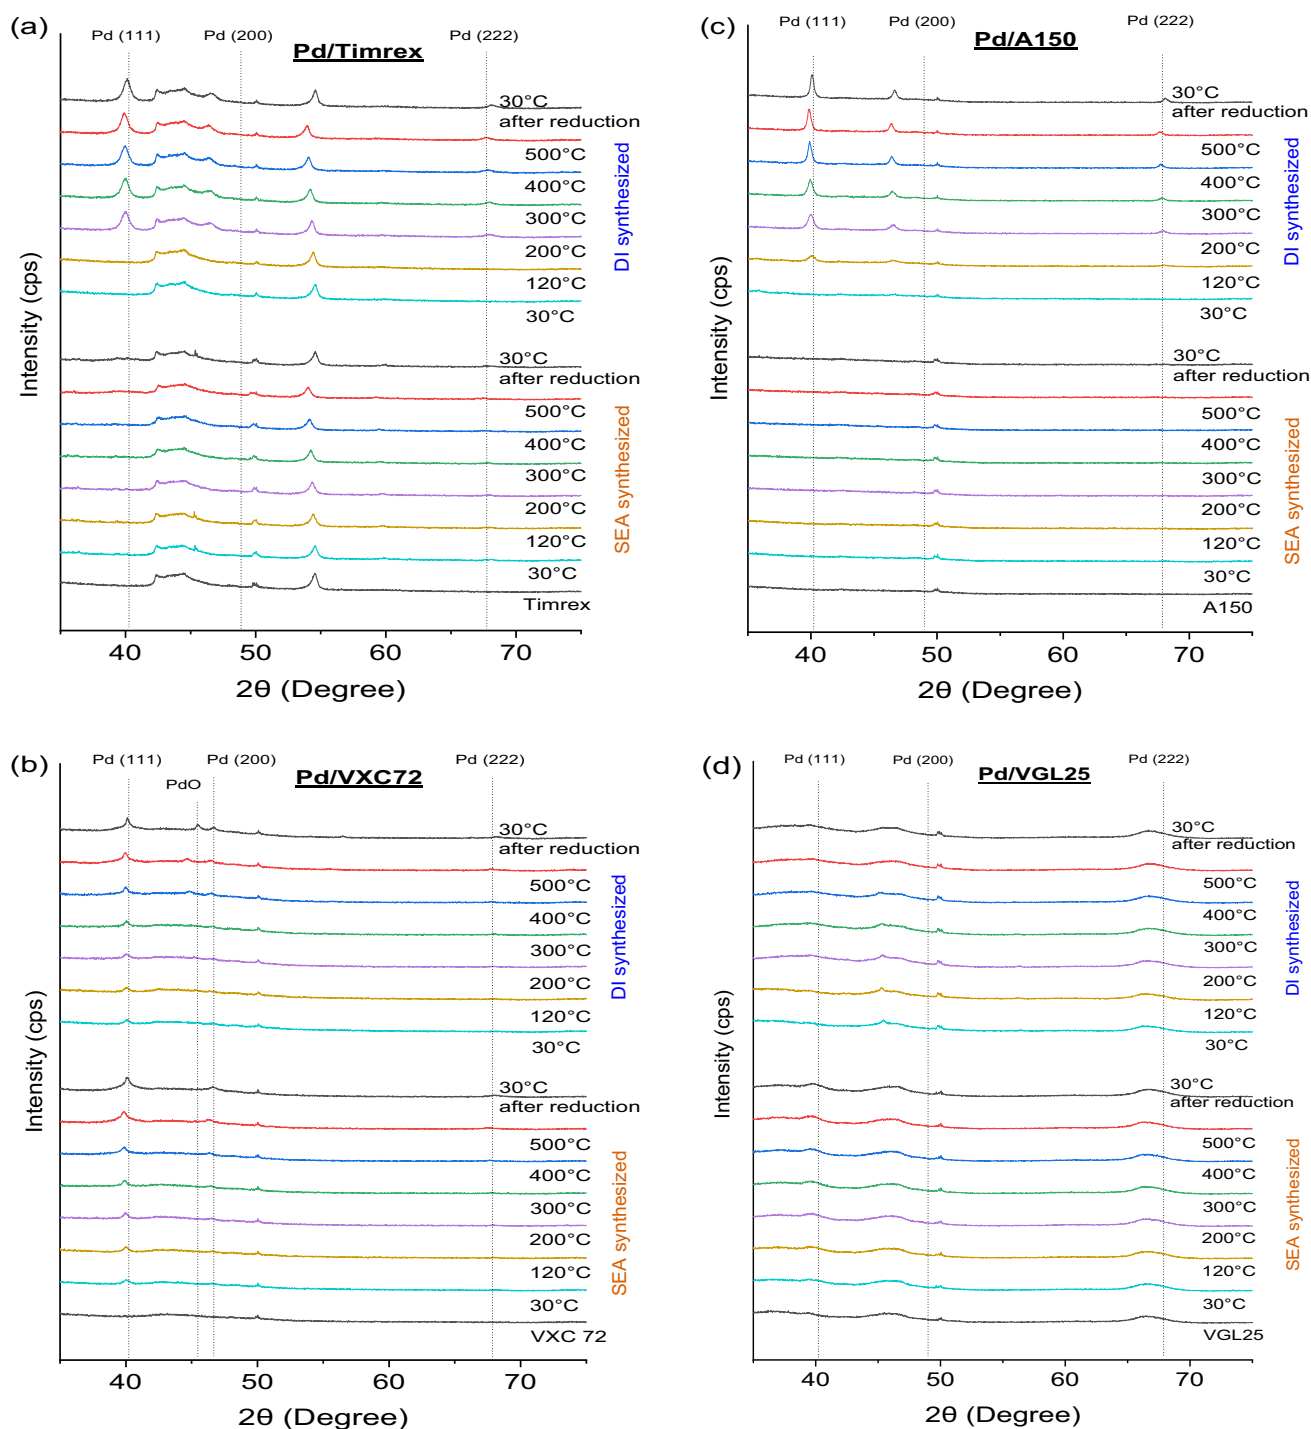 (a)
Pd (111)
Pd (200)
Pd (222)
Pd/Timrex
30°C
after reduction
500°C
400°C
300°C
200°C
120°C
30°C
DI synthesized
30°C
after reduction
500°C
400°C
300°C
200°C
120°C
30°C
Timrex
SEA synthesized
Intensity (cps)
40
50
60
70
2θ (Degree)
(c)
Pd (111)
Pd (200)
Pd (222)
Pd/A150
30°C
after reduction
500°C
400°C
300°C
200°C
120°C
30°C
DI synthesized
30°C
after reduction
500°C
400°C
300°C
200°C
120°C
30°C
A150
SEA synthesized
Intensity (cps)
40
50
60
70
2θ (Degree)
(b)
Pd (111)
PdO
Pd (200)
Pd (222)
Pd/VXC72
30°C
after reduction
500°C
400°C
300°C
200°C
120°C
30°C
DI synthesized
30°C
after reduction
500°C
400°C
300°C
200°C
120°C
30°C
VXC 72
SEA synthesized
Intensity (cps)
40
50
60
70
2θ (Degree)
(d)
Pd (111)
Pd (200)
Pd (222)
Pd/VGL25
30°C
after reduction
500°C
400°C
300°C
200°C
120°C
30°C
DI synthesized
30°C
after reduction
500°C
400°C
300°C
200°C
120°C
30°C
VGL25
SEA synthesized
Intensity (cps)
40
50
60
70
2θ (Degree)